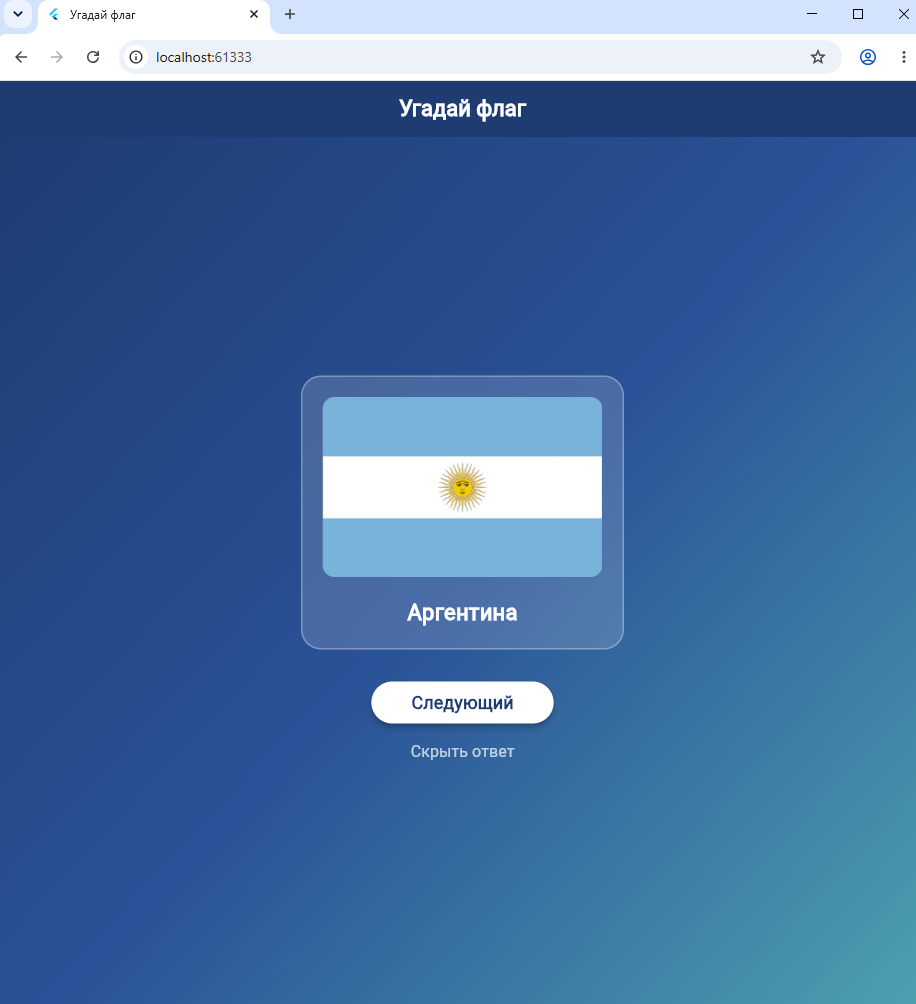 Угадай флаг
localhost:61333
Угадай флаг
Аргентина
Следующий
Скрыть ответ